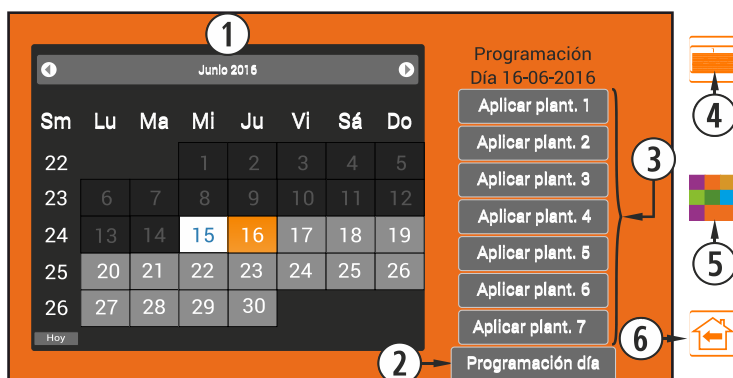 1
Junio 2016
Sm Lu Ma Mi Ju Vi Sá Do
22 1 2 3 4 5
23 6 7 8 9 10 11 12
24 13 14 15 16 17 18 19
25 20 21 22 23 24 25 26
26 27 28 29 30
Hoy
Programación
Día 16-06-2016
Aplicar plant. 1
Aplicar plant. 2
Aplicar plant. 3
Aplicar plant. 4
Aplicar plant. 5
Aplicar plant. 6
Aplicar plant. 7
2
Programación día
3
4
5
6